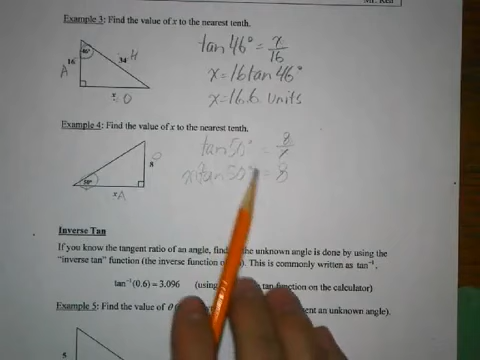 Example 3: Find the value of x to the nearest tenth.
46°
16
34 H
A
x O
tan 46° = x/16
x = 16 tan 46°
x = 16.6 units
Example 4: Find the value of x to the nearest tenth.
O
8
50°
x A
tan 50° = 8/x
x tan 50° = 8
Inverse Tan
If you know the tangent ratio of an angle, the unknown angle is done by using the
"inverse tan" function (the inverse function of This is commonly written as tan⁻¹.
tan⁻¹(0.6) = 3.096 (using tan function on the calculator)
Example 5: Find the value of θ an unknown angle).
5